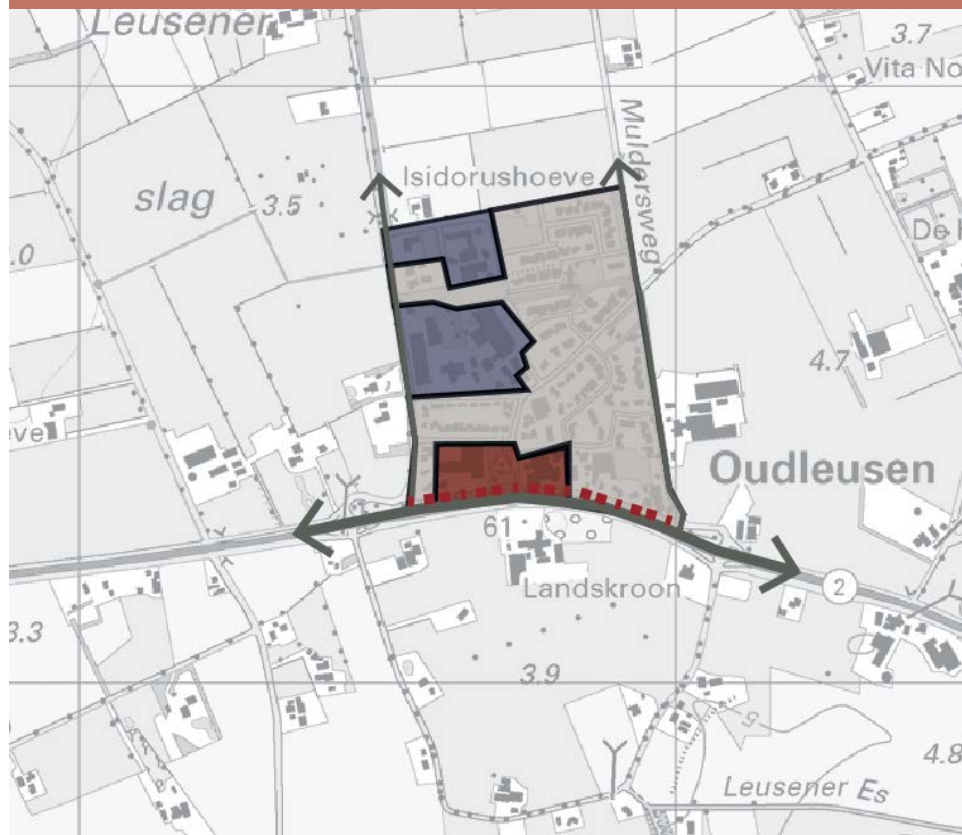 Leusener
3.7
Vita No
Muldersweg
Isidorushoeve
slag
3.5
De H
.0
4.7
eve
Oudleusen
61
Landskroon
2
3.3
3.9
9
4.8
Leusener Es